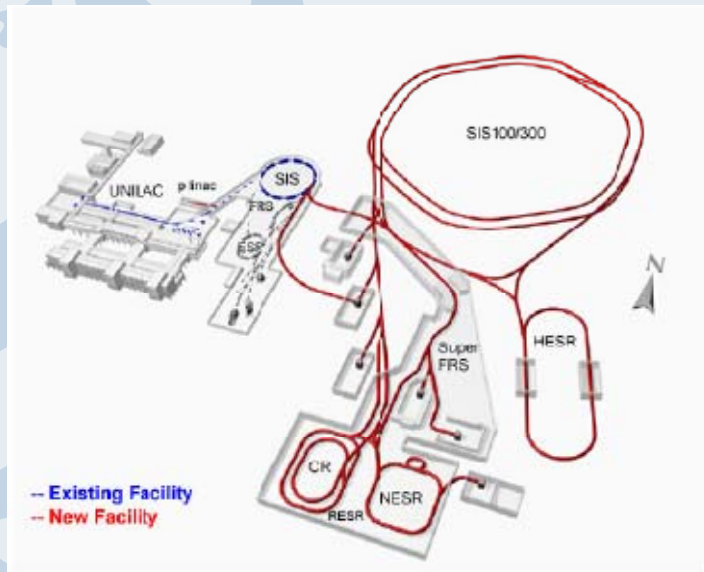 SIS100/300
UNILAC
p linac
SIS
FRS
ESR
N
HESR
Super
FRS
CR
NESR
RESR
-- Existing Facility
-- New Facility